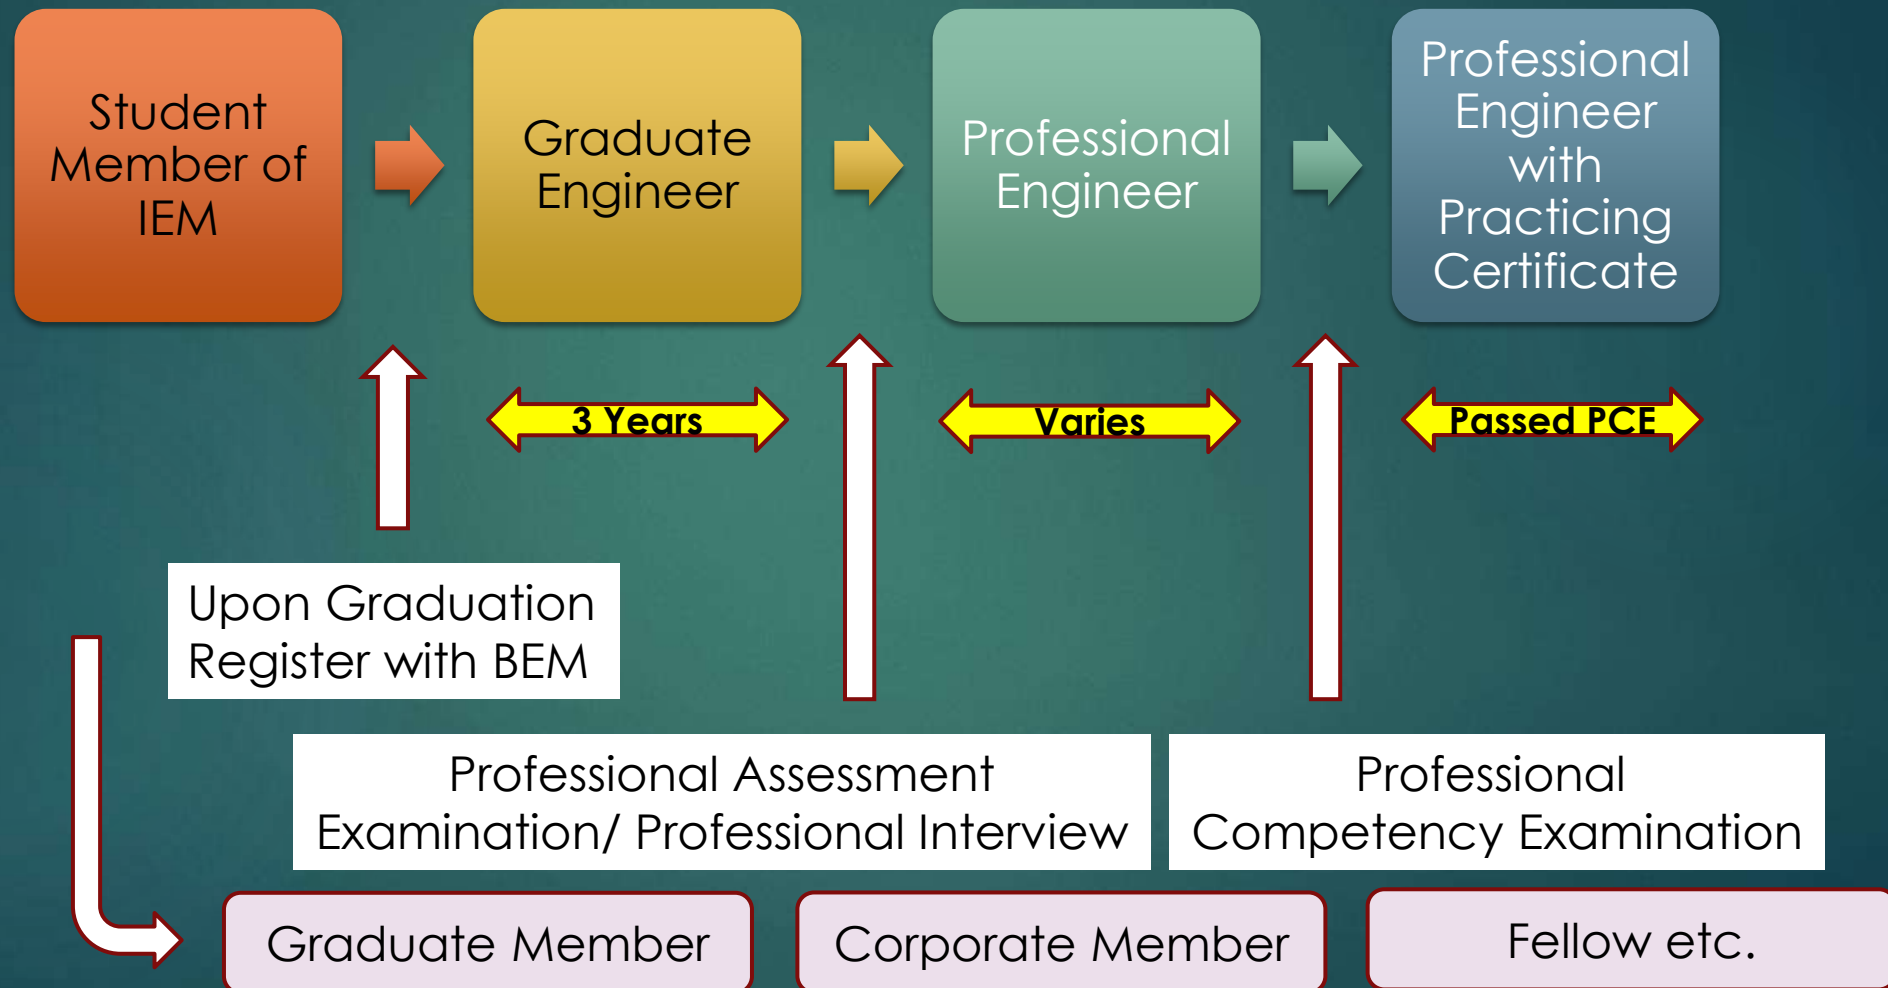 Student
Member of
IEM
Graduate
Engineer
Professional
Engineer
Professional
Engineer
with
Practicing
Certificate
3 Years
Varies
Passed PCE
Upon Graduation
Register with BEM
Professional Assessment
Examination/ Professional Interview
Professional
Competency Examination
Graduate Member
Corporate Member
Fellow etc.